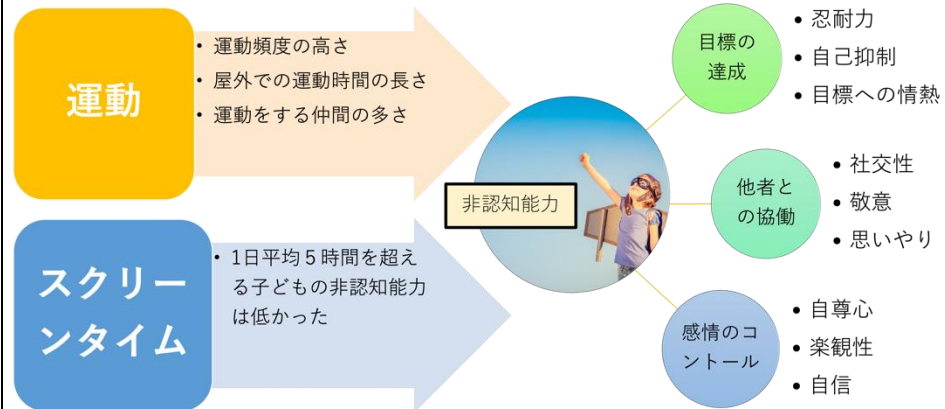 運動
• 運動頻度の高さ
• 屋外での運動時間の長さ
• 運動をする仲間の多さ
スクリー
ンタイム
• 1日平均５時間を超え
る子どもの非認知能力
は低かった
非認知能力
目標の
達成
• 忍耐力
• 自己抑制
• 目標への情熱
他者と
の協働
• 社交性
• 敬意
• 思いやり
感情のコ
ントロール
• 自尊心
• 楽観性
• 自信